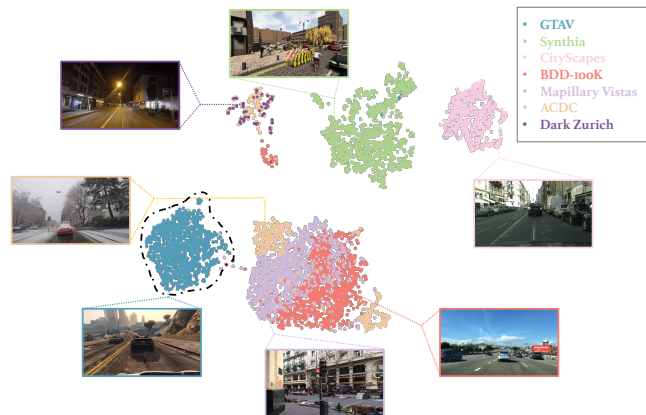 GTAV
Synthia
CityScapes
BDD-100K
Mapillary Vistas
ACDC
Dark Zurich